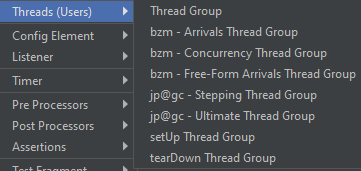 Threads (Users)
Config Element
Listener
Timer
Pre Processors
Post Processors
Assertions
Test Fragment
Thread Group
bzm - Arrivals Thread Group
bzm - Concurrency Thread Group
bzm - Free-Form Arrivals Thread Group
jp@gc - Stepping Thread Group
jp@gc - Ultimate Thread Group
setUp Thread Group
tearDown Thread Group